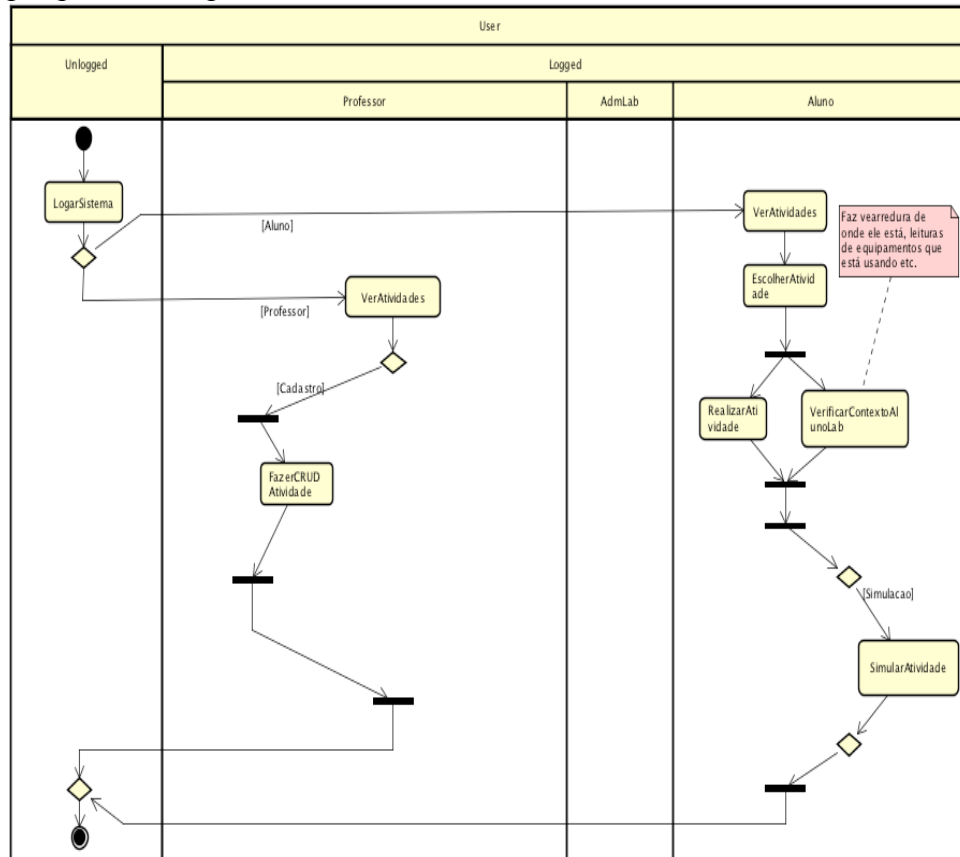 User
Unlogged
Logged
Professor
AdmLab
Aluno
LogarSistema
[Aluno]
VerAtividades
Faz vearredura de
onde ele está, leituras
de equipamentos que
está usando etc.
EscolherAtivid
ade
[Professor]
VerAtividades
[Cadastro]
RealizarAti
vidade
VerificarContextoAl
unoLab
FazerCRUD
Atividade
[Simulacao]
SimularAtividade